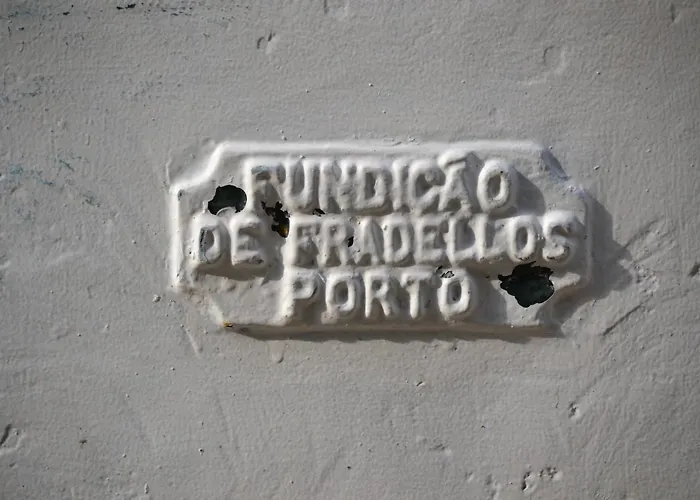 FUNDIÇÃO
DE FRADELLOS
PORTO